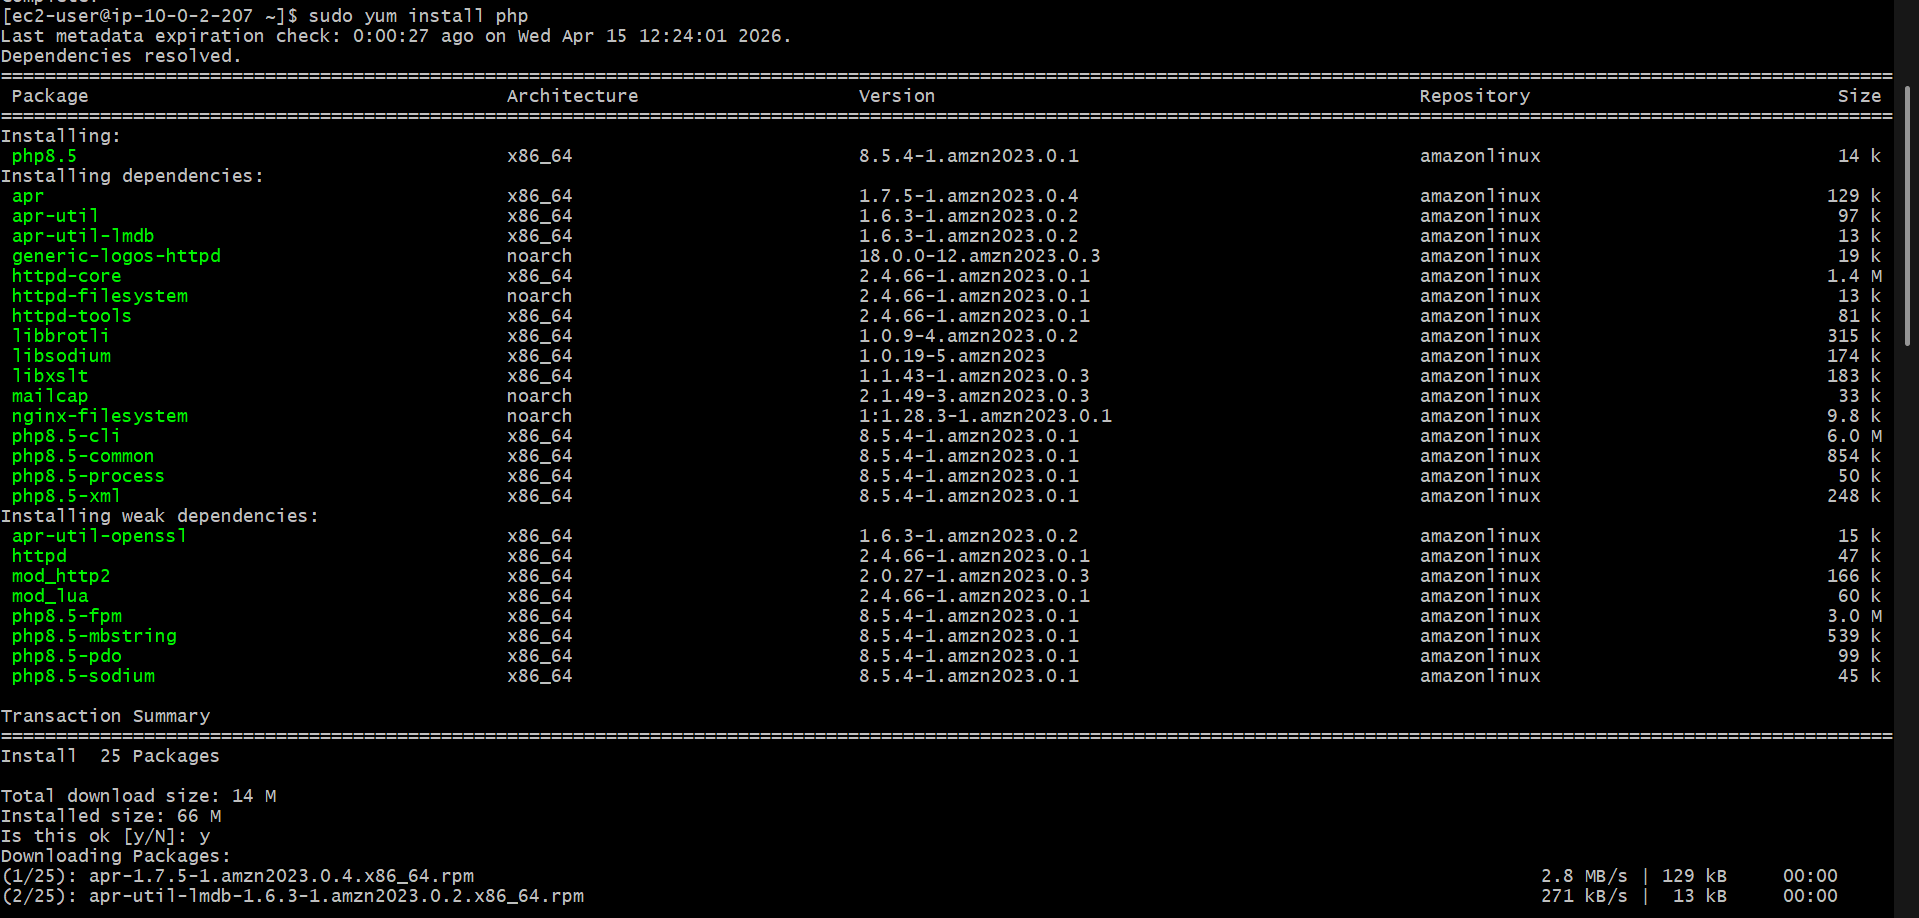 [ec2-user@ip-10-0-2-207 ~]$ sudo yum install php
Last metadata expiration check: 0:00:27 ago on Wed Apr 15 12:24:01 2026.
Dependencies resolved.
Package Architecture Version Repository Size
Installing:
php8.5 x86_64 8.5.4-1.amzn2023.0.1 amazonlinux 14 k
Installing dependencies:
apr x86_64 1.7.5-1.amzn2023.0.4 amazonlinux 129 k
apr-util x86_64 1.6.3-1.amzn2023.0.2 amazonlinux 97 k
apr-util-lmdb x86_64 1.6.3-1.amzn2023.0.2 amazonlinux 13 k
generic-logos-httpd noarch 18.0.0-12.amzn2023.0.3 amazonlinux 19 k
httpd-core x86_64 2.4.66-1.amzn2023.0.1 amazonlinux 1.4 M
httpd-filesystem noarch 2.4.66-1.amzn2023.0.1 amazonlinux 13 k
httpd-tools x86_64 2.4.66-1.amzn2023.0.1 amazonlinux 81 k
libbrotli x86_64 1.0.9-4.amzn2023.0.2 amazonlinux 315 k
libsodium x86_64 1.0.19-5.amzn2023 amazonlinux 174 k
libxslt x86_64 1.1.43-1.amzn2023.0.3 amazonlinux 183 k
mailcap noarch 2.1.49-3.amzn2023.0.3 amazonlinux 33 k
nginx-filesystem noarch 1:1.28.3-1.amzn2023.0.1 amazonlinux 9.8 k
php8.5-cli x86_64 8.5.4-1.amzn2023.0.1 amazonlinux 6.0 M
php8.5-common x86_64 8.5.4-1.amzn2023.0.1 amazonlinux 854 k
php8.5-process x86_64 8.5.4-1.amzn2023.0.1 amazonlinux 50 k
php8.5-xml x86_64 8.5.4-1.amzn2023.0.1 amazonlinux 248 k
Installing weak dependencies:
apr-util-openssl x86_64 1.6.3-1.amzn2023.0.2 amazonlinux 15 k
httpd x86_64 2.4.66-1.amzn2023.0.1 amazonlinux 47 k
mod_http2 x86_64 2.0.27-1.amzn2023.0.3 amazonlinux 166 k
mod_lua x86_64 2.4.66-1.amzn2023.0.1 amazonlinux 60 k
php8.5-fpm x86_64 8.5.4-1.amzn2023.0.1 amazonlinux 3.0 M
php8.5-mbstring x86_64 8.5.4-1.amzn2023.0.1 amazonlinux 539 k
php8.5-pdo x86_64 8.5.4-1.amzn2023.0.1 amazonlinux 99 k
php8.5-sodium x86_64 8.5.4-1.amzn2023.0.1 amazonlinux 45 k
Transaction Summary
Install 25 Packages
Total download size: 14 M
Installed size: 66 M
Is this ok [y/N]: y
Downloading Packages:
(1/25): apr-1.7.5-1.amzn2023.0.4.x86_64.rpm 2.8 MB/s | 129 kB 00:00
(2/25): apr-util-lmdb-1.6.3-1.amzn2023.0.2.x86_64.rpm 271 kB/s | 13 kB 00:00